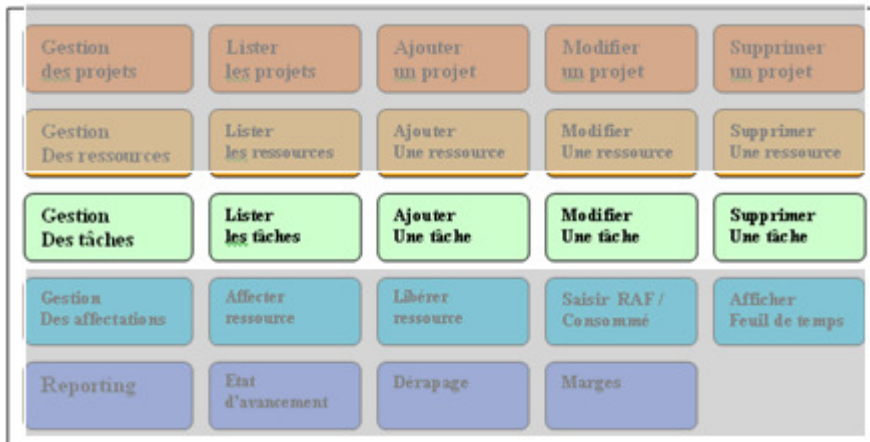 Gestion
des projets
Lister
les projets
Ajouter
un projet
Modifier
un projet
Supprimer
un projet
Gestion
Des ressources
Lister
les ressources
Ajouter
Une ressource
Modifier
Une ressource
Supprimer
Une ressource
Gestion
Des tâches
Lister
les tâches
Ajouter
Une tâche
Modifier
Une tâche
Supprimer
Une tâche
Gestion
Des affectations
Affecter
ressource
Libérer
ressource
Saisir RAF /
Consommé
Afficher
Feuil de temps
Reporting
Etat
d'avancement
Dérapage
Marges